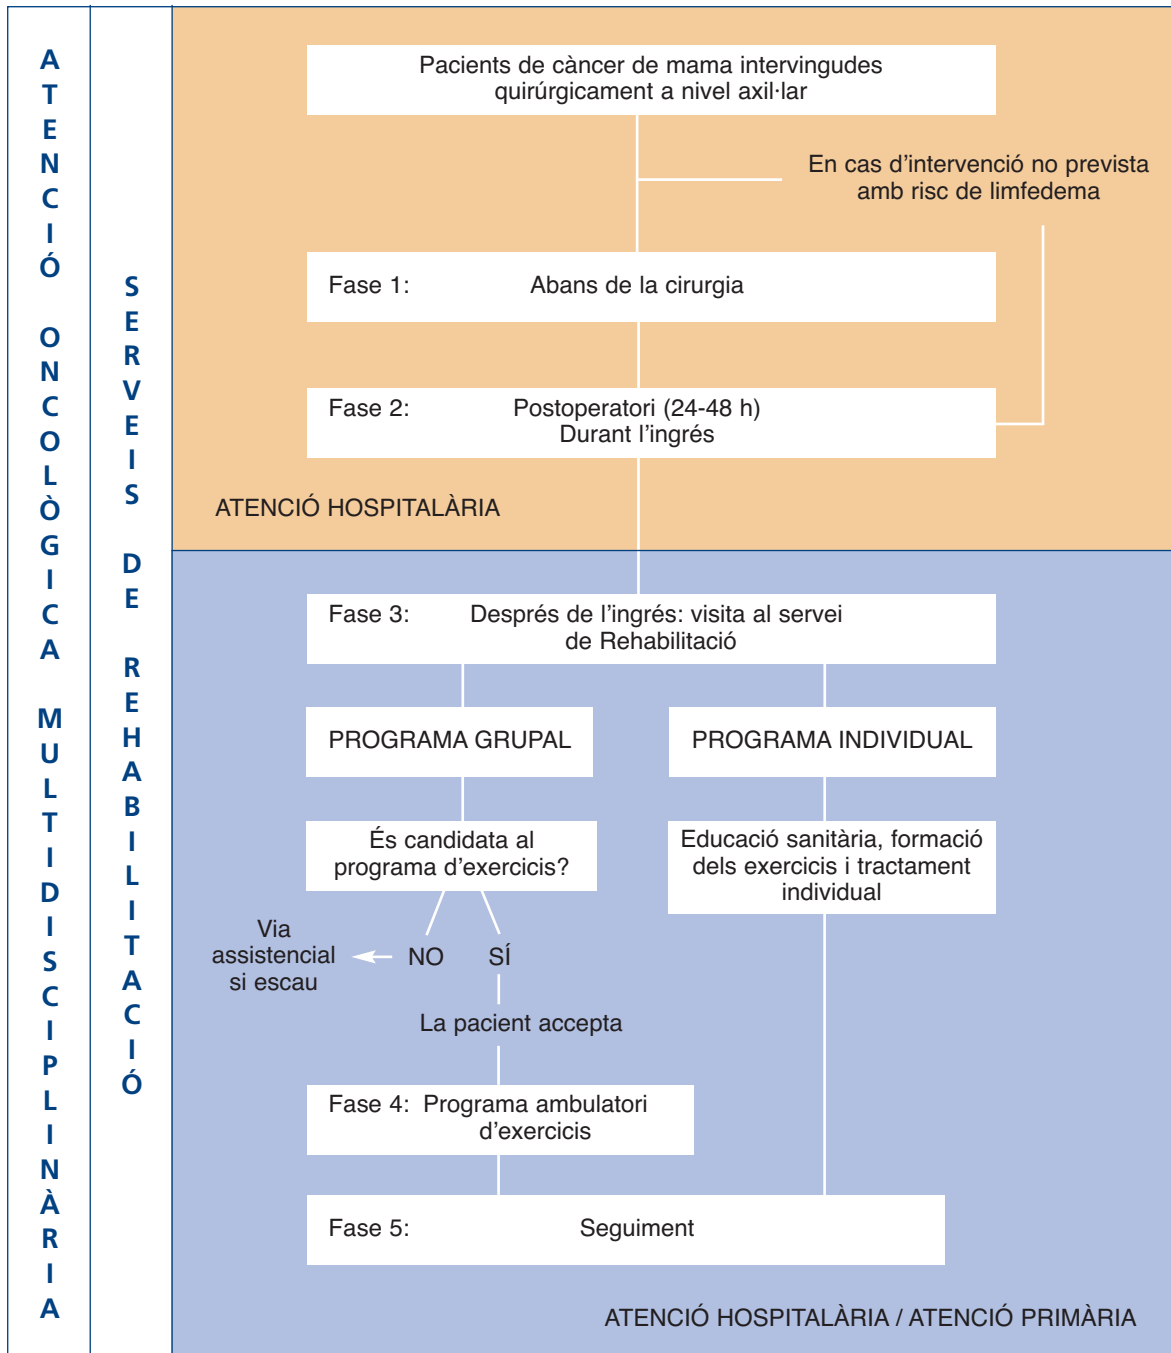 ATENCIÓ ONCOLÒGICA MULTIDISCIPLINÀRIA
SERVEIS DE REHABILITACIÓ
Pacients de càncer de mama intervingudes
quirúrgicament a nivel axil·lar
En cas d'intervenció no prevista
amb risc de limfedema
Fase 1: Abans de la cirurgia
Fase 2: Postoperatori (24-48 h)
Durant l'ingrés
ATENCIÓ HOSPITALÀRIA
Fase 3: Després de l'ingrés: visita al servei
de Rehabilitació
PROGRAMA GRUPAL
PROGRAMA INDIVIDUAL
És candidata al
programa d'exercicis?
Educació sanitària, formació
dels exercicis i tractament
individual
Via
assistencial
si escau
NO
SÍ
La pacient accepta
Fase 4: Programa ambulatori
d'exercicis
Fase 5: Seguiment
ATENCIÓ HOSPITALÀRIA / ATENCIÓ PRIMÀRIA